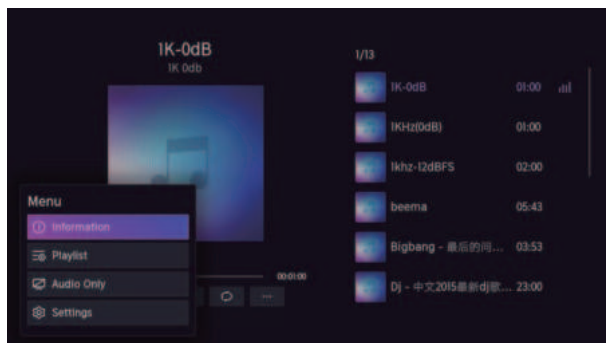 1K-0dB
1K 0db
00:01:00
Menu
Information
Playlist
Audio Only
Settings
1/13
1K-0dB 01:00
1KHz(0dB) 01:00
1khz-12dBFS 02:00
beema 05:43
Bigbang - 最后的问... 03:53
Dj - 中文2015最新dj歌... 23:00